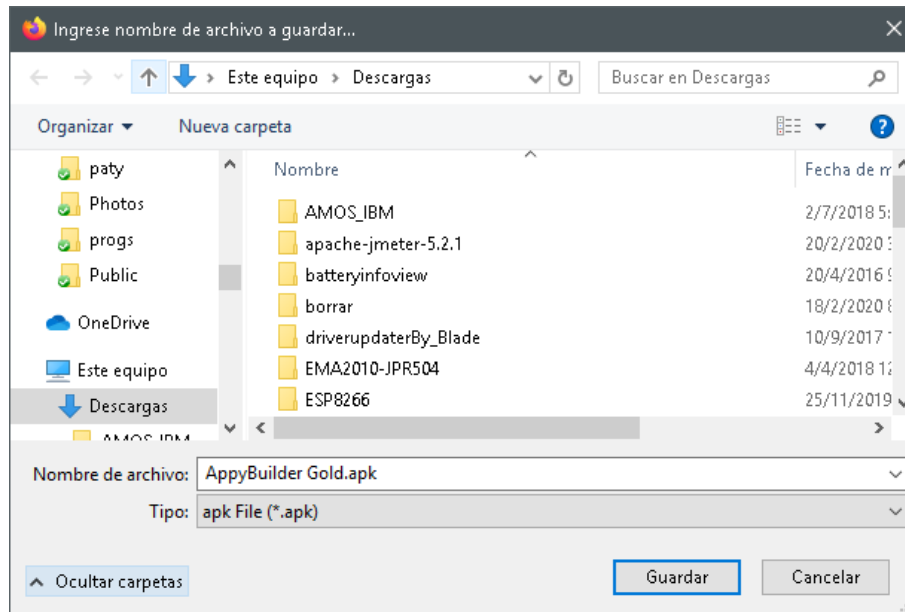 Ingrese nombre de archivo a guardar...
Este equipo > Descargas
Buscar en Descargas
Organizar
Nueva carpeta
paty
Photos
progs
Public
OneDrive
Este equipo
Descargas
AMOS_IBM
Nombre
Fecha de m
AMOS_IBM
2/7/2018 5:
apache-jmeter-5.2.1
20/2/2020
batteryinfoview
20/4/2016
borrar
18/2/2020
driverupdaterBy_Blade
10/9/2017
EMA2010-JPR504
4/4/2018 12
ESP8266
25/11/2019
Nombre de archivo: AppyBuilder Gold.apk
Tipo: apk File (*.apk)
Ocultar carpetas
Guardar
Cancelar